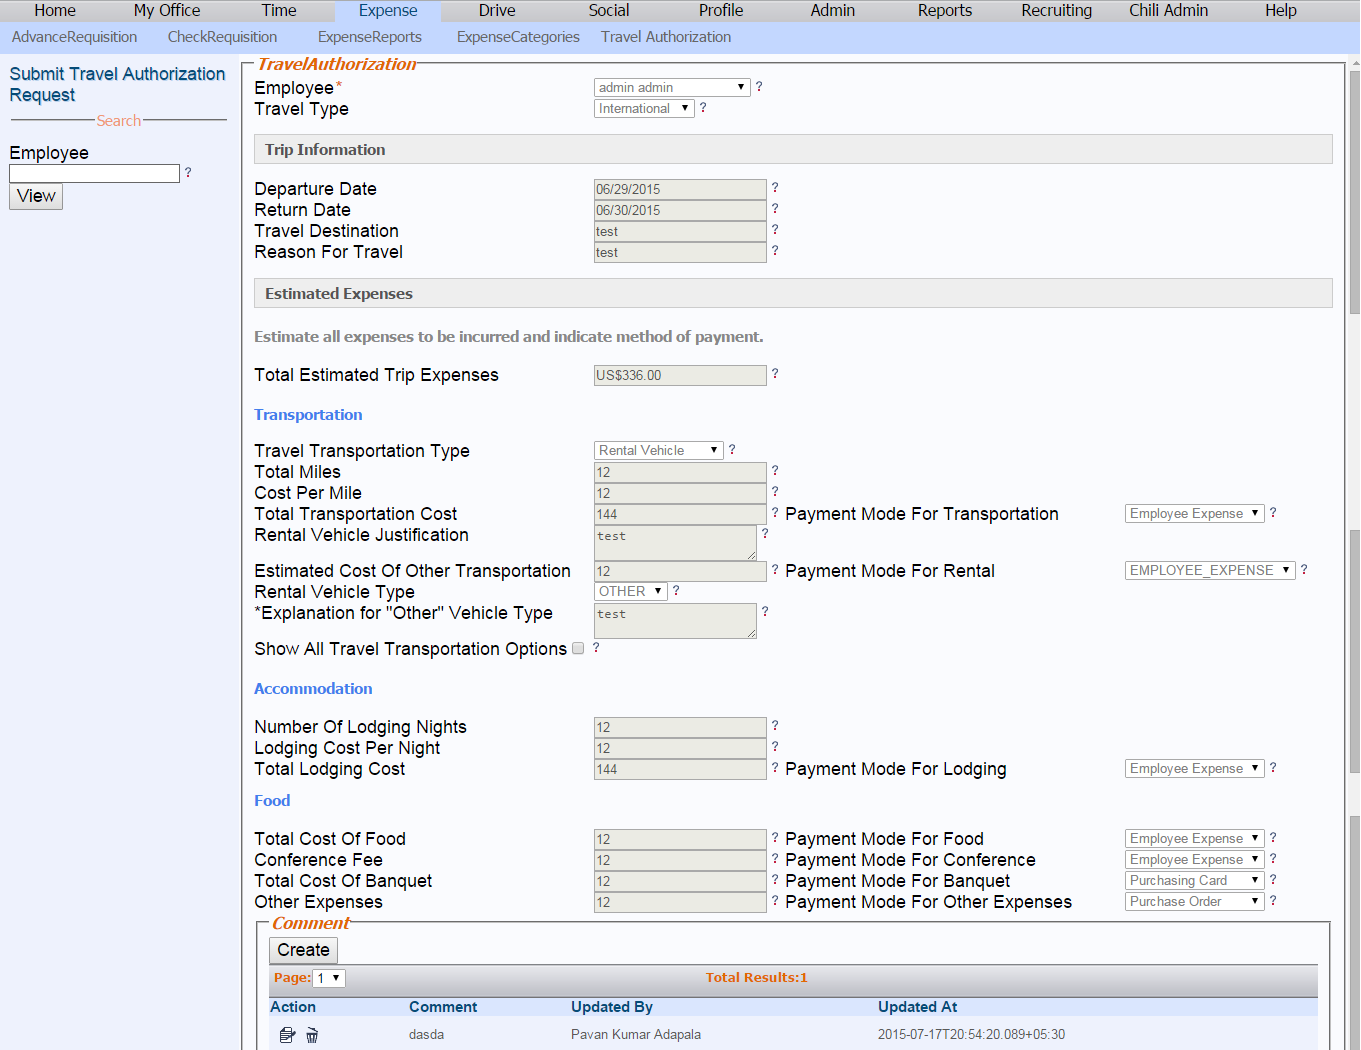 Home My Office Time Expense Drive Social Profile Admin Reports Recruiting Chili Admin Help
AdvanceRequisition CheckRequisition ExpenseReports ExpenseCategories Travel Authorization
Submit Travel Authorization
Request
Search
Employee
?
View
TravelAuthorization
Employee* admin admin ?
Travel Type International ?
Trip Information
Departure Date 06/29/2015 ?
Return Date 06/30/2015 ?
Travel Destination test ?
Reason For Travel test ?
Estimated Expenses
Estimate all expenses to be incurred and indicate method of payment.
Total Estimated Trip Expenses US$336.00 ?
Transportation
Travel Transportation Type Rental Vehicle ?
Total Miles 12 ?
Cost Per Mile 12 ?
Total Transportation Cost 144 ? Payment Mode For Transportation Employee Expense ?
Rental Vehicle Justification test ?
Estimated Cost Of Other Transportation 12 ? Payment Mode For Rental EMPLOYEE_EXPENSE ?
Rental Vehicle Type OTHER ?
*Explanation for "Other" Vehicle Type test ?
Show All Travel Transportation Options ?
Accommodation
Number Of Lodging Nights 12 ?
Lodging Cost Per Night 12 ?
Total Lodging Cost 144 ? Payment Mode For Lodging Employee Expense ?
Food
Total Cost Of Food 12 ? Payment Mode For Food Employee Expense ?
Conference Fee 12 ? Payment Mode For Conference Employee Expense ?
Total Cost Of Banquet 12 ? Payment Mode For Banquet Purchasing Card ?
Other Expenses 12 ? Payment Mode For Other Expenses Purchase Order ?
Comment
Create
Page: 1 Total Results:1
Action Comment Updated By Updated At
dasda Pavan Kumar Adapala 2015-07-17T20:54:20.089+05:30